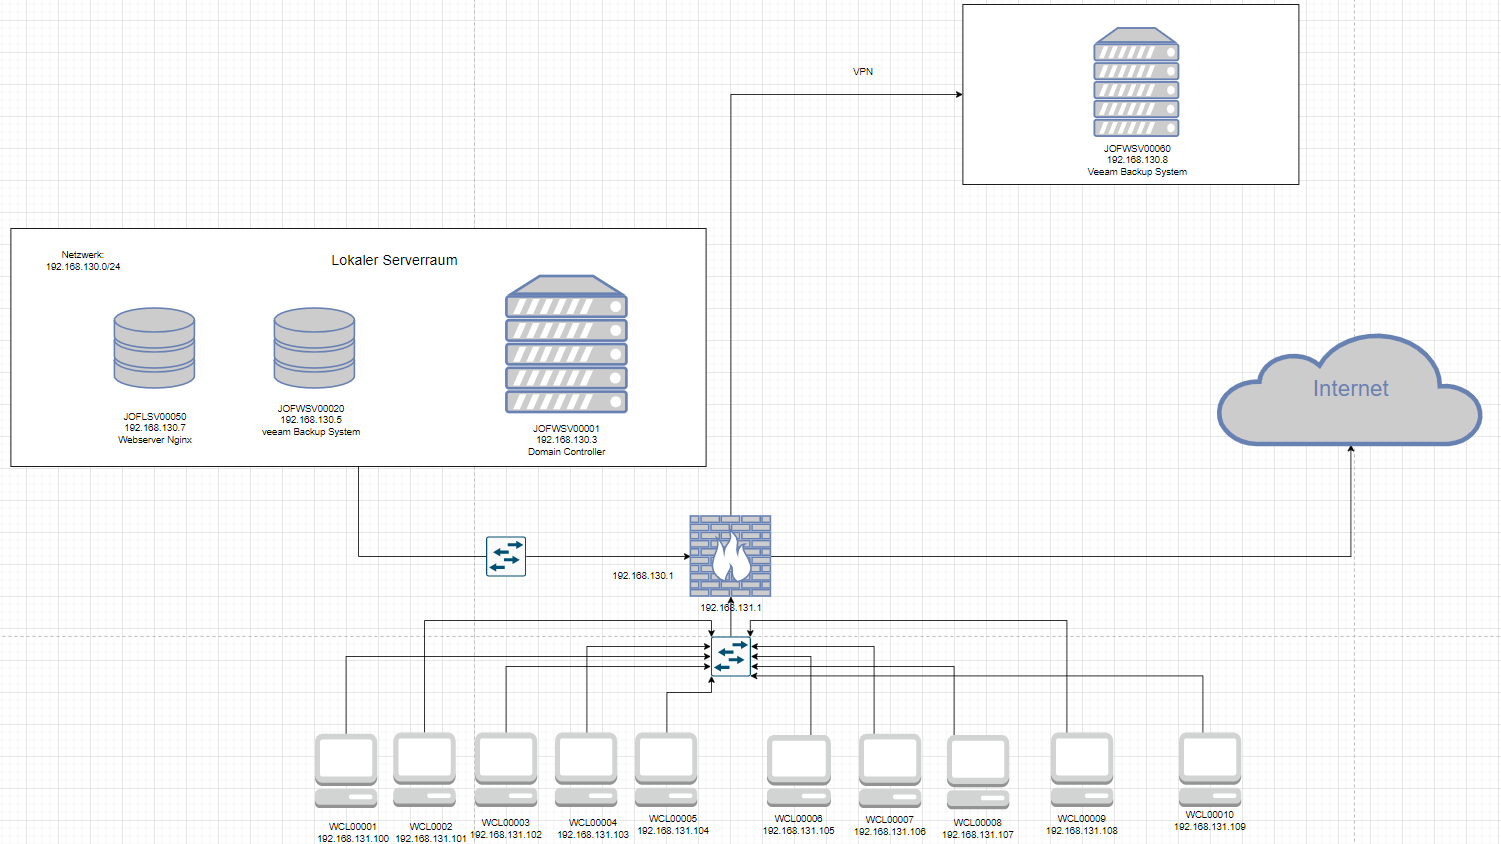 VPN
JOFWSV00060
192.168.130.8
Veeam Backup System
Netzwerk:
192.168.130.0/24
Lokaler Serverraum
JOFLSV00050
192.168.130.7
Webserver Nginx
JOFWSV00020
192.168.130.5
veeam Backup System
JOFWSV00001
192.168.130.3
Domain Controller
Internet
192.168.130.1
192.168.131.1
WCL00001
192.168.131.100
WCL0002
192.168.131.101
WCL00003
192.168.131.102
WCL00004
192.168.131.103
WCL00005
192.168.131.104
WCL00006
192.168.131.105
WCL00007
192.168.131.106
WCL00008
192.168.131.107
WCL00009
192.168.131.108
WCL00010
192.168.131.109